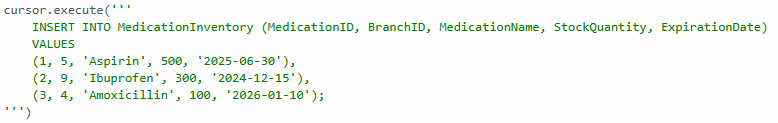 cursor.execute('''
    INSERT INTO MedicationInventory (MedicationID, BranchID, MedicationName, StockQuantity, ExpirationDate)
    VALUES
    (1, 5, 'Aspirin', 500, '2025-06-30'),
    (2, 9, 'Ibuprofen', 300, '2024-12-15'),
    (3, 4, 'Amoxicillin', 100, '2026-01-10');
''')